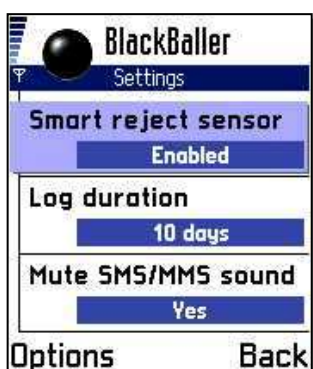 BlackBaller
Settings
Smart reject sensor
Enabled
Log duration
10 days
Mute SMS/MMS sound
Yes
Options Back